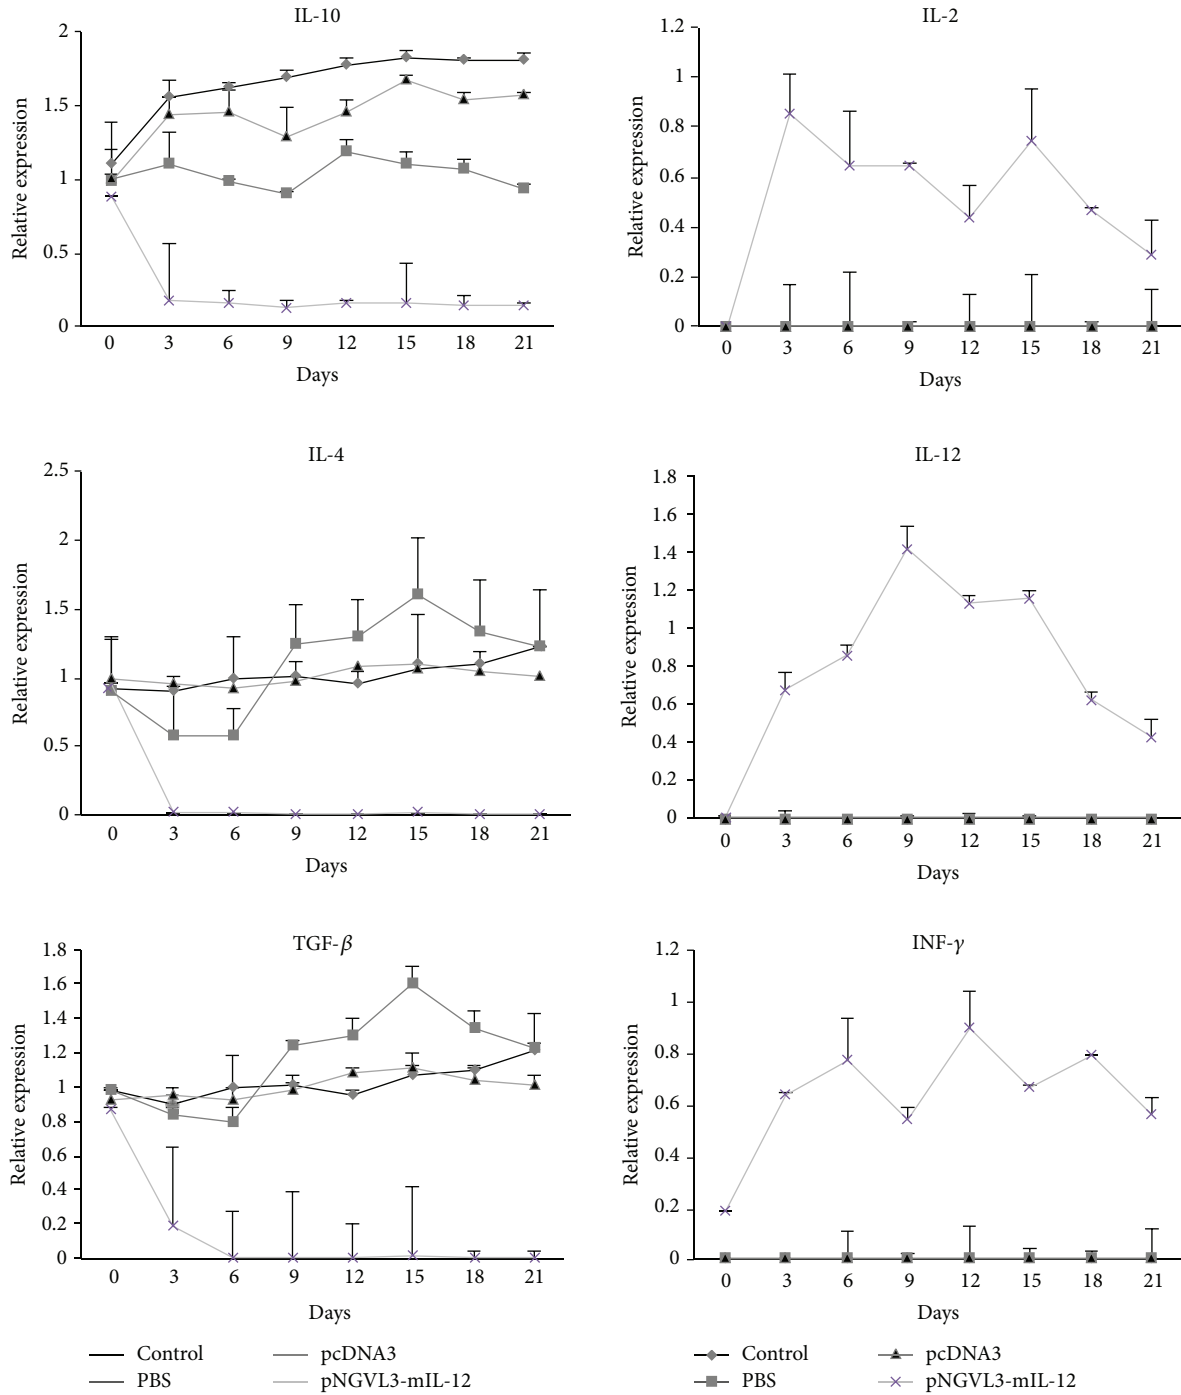 IL-10
2
1.5
1
0.5
0
Relative expression
0 3 6 9 12 15 18 21
Days
IL-2
1.2
1
0.8
0.6
0.4
0.2
0
Relative expression
0 3 6 9 12 15 18 21
Days
IL-4
2.5
2
1.5
1
0.5
0
Relative expression
0 3 6 9 12 15 18 21
Days
IL-12
1.8
1.6
1.4
1.2
1
0.8
0.6
0.4
0.2
0
Relative expression
0 3 6 9 12 15 18 21
Days
TGF-β
1.8
1.6
1.4
1.2
1
0.8
0.6
0.4
0.2
0
Relative expression
0 3 6 9 12 15 18 21
Days
INF-γ
1.2
1
0.8
0.6
0.4
0.2
0
Relative expression
0 3 6 9 12 15 18 21
Days
Control
PBS
pcDNA3
pNGVL3-mIL-12
Control
PBS
pcDNA3
pNGVL3-mIL-12